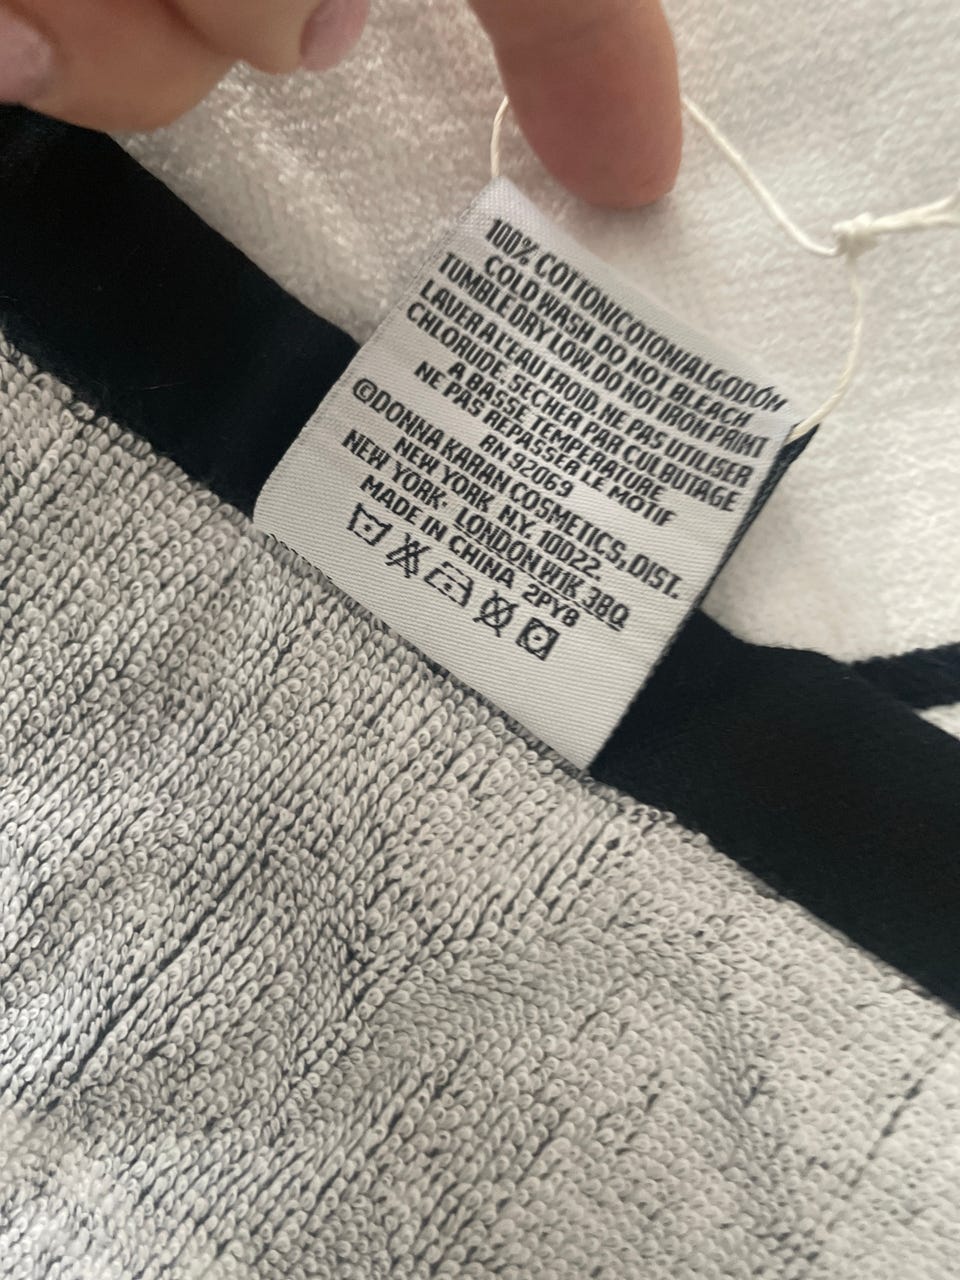 100% COTTON/COTON/ALGODÓN
COLD WASH DO NOT BLEACH
TUMBLE DRY LOW. DO NOT IRON PRINT
LAVER A L'EAU FROID. NE PAS UTILISER
CHLORUDE. SECHER PAR CULBUTAGE
A BASSE TEMPERATURE.
NE PAS REPASSER LE MOTIF
RN 92069
©DONNA KARAN COSMETICS, DIST.
NEW YORK, N.Y. 10022.
NEW YORK· LONDON W1K 3BQ
MADE IN CHINA 2PY8